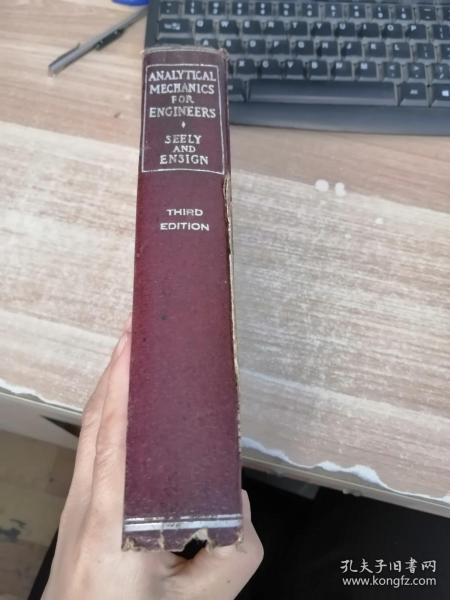 ANALYTICAL
MECHANICS
FOR
ENGINEERS
SEELY
AND
ENSIGN
THIRD
EDITION
孔夫子旧书网
www.kongfz.com